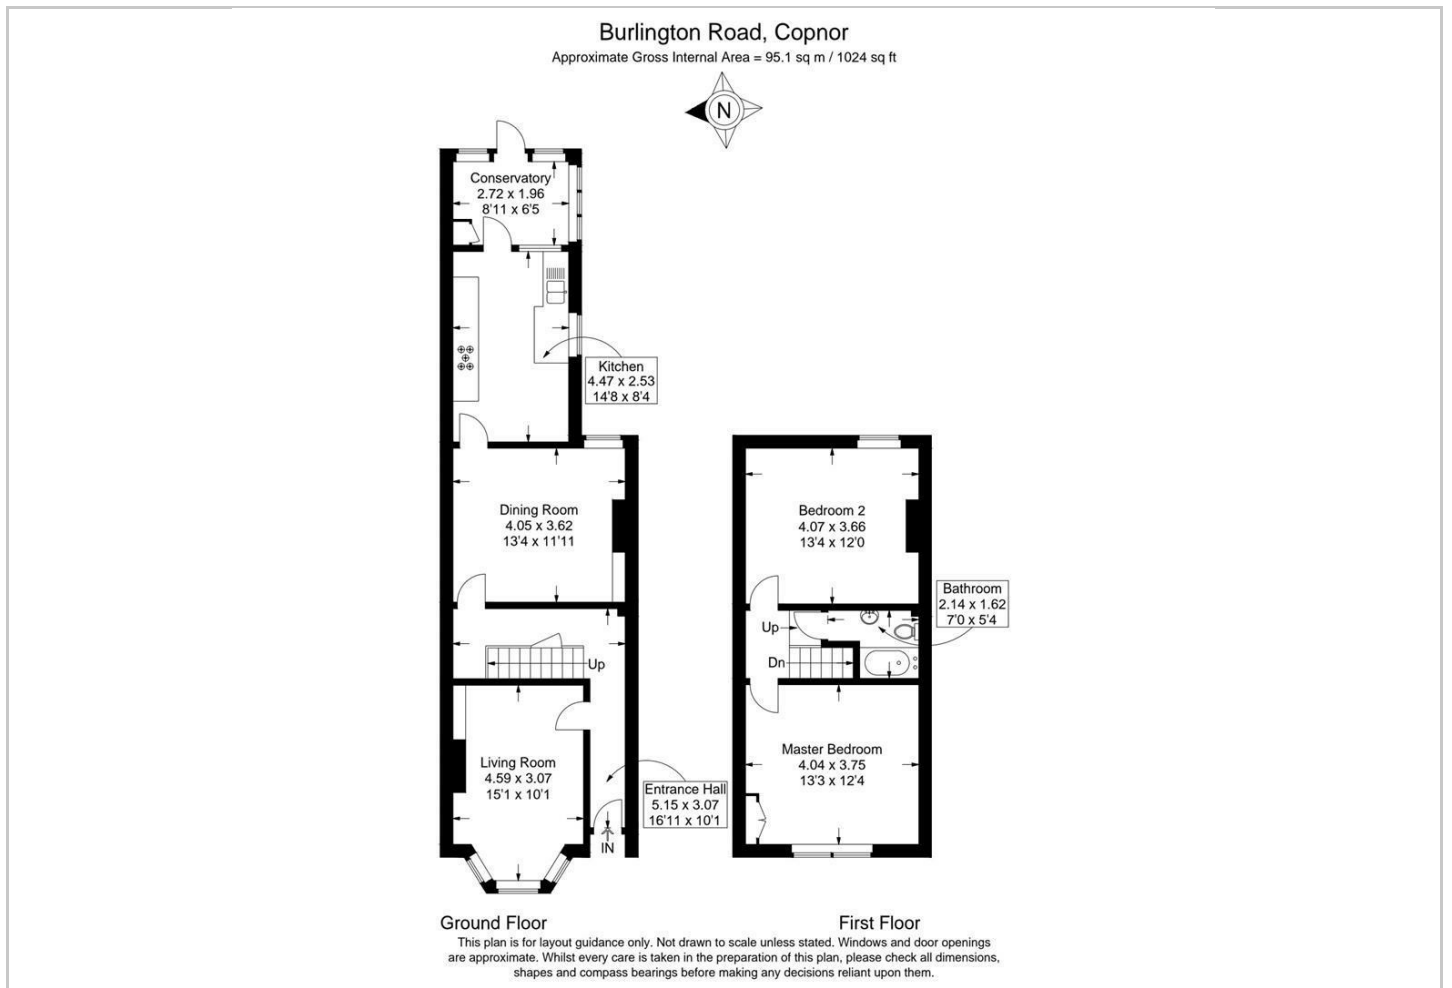 Burlington Road, Copnor
Approximate Gross Internal Area = 95.1 sq m / 1024 sq ft
N
Conservatory
2.72 x 1.96
8'11 x 6'5
Kitchen
4.47 x 2.53
14'8 x 8'4
Dining Room
4.05 x 3.62
13'4 x 11'11
Up
Living Room
4.59 x 3.07
15'1 x 10'1
Entrance Hall
5.15 x 3.07
16'11 x 10'1
IN
Bedroom 2
4.07 x 3.66
13'4 x 12'0
Bathroom
2.14 x 1.62
7'0 x 5'4
Up
Dn
Master Bedroom
4.04 x 3.75
13'3 x 12'4
Ground Floor
First Floor
This plan is for layout guidance only. Not drawn to scale unless stated. Windows and door openings
are approximate. Whilst every care is taken in the preparation of this plan, please check all dimensions,
shapes and compass bearings before making any decisions reliant upon them.